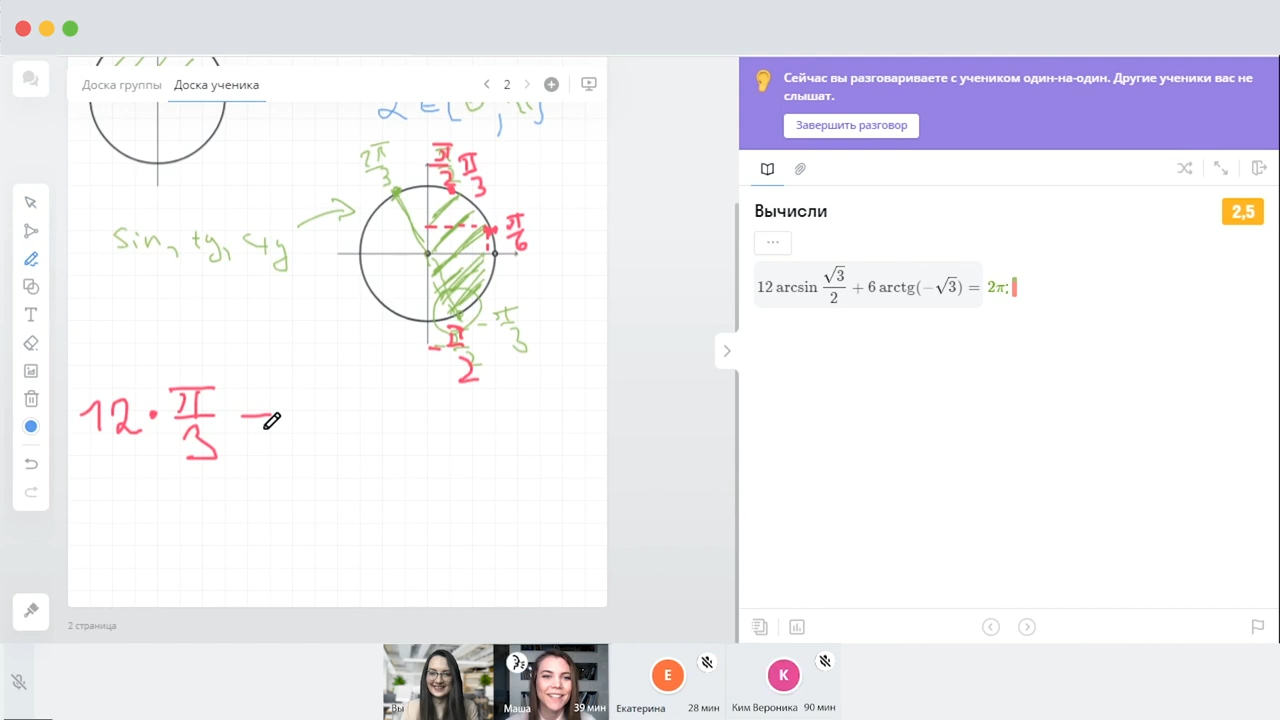 Доска группы
Доска ученика
2
Сейчас вы разговариваете с учеником один-на-один. Другие ученики вас не
слышат.
Завершить разговор
2π/3
π/2
π/3
π/6
sin, tg, ctg
-π/3
-π/2
12 · π/3 -
2 страница
Вычисли
2,5
...
12 arcsin √3/2 + 6 arctg(−√3) = 2π;
Вы
Маша
39 мин
Е
Екатерина
28 мин
К
Ким Вероника
90 мин